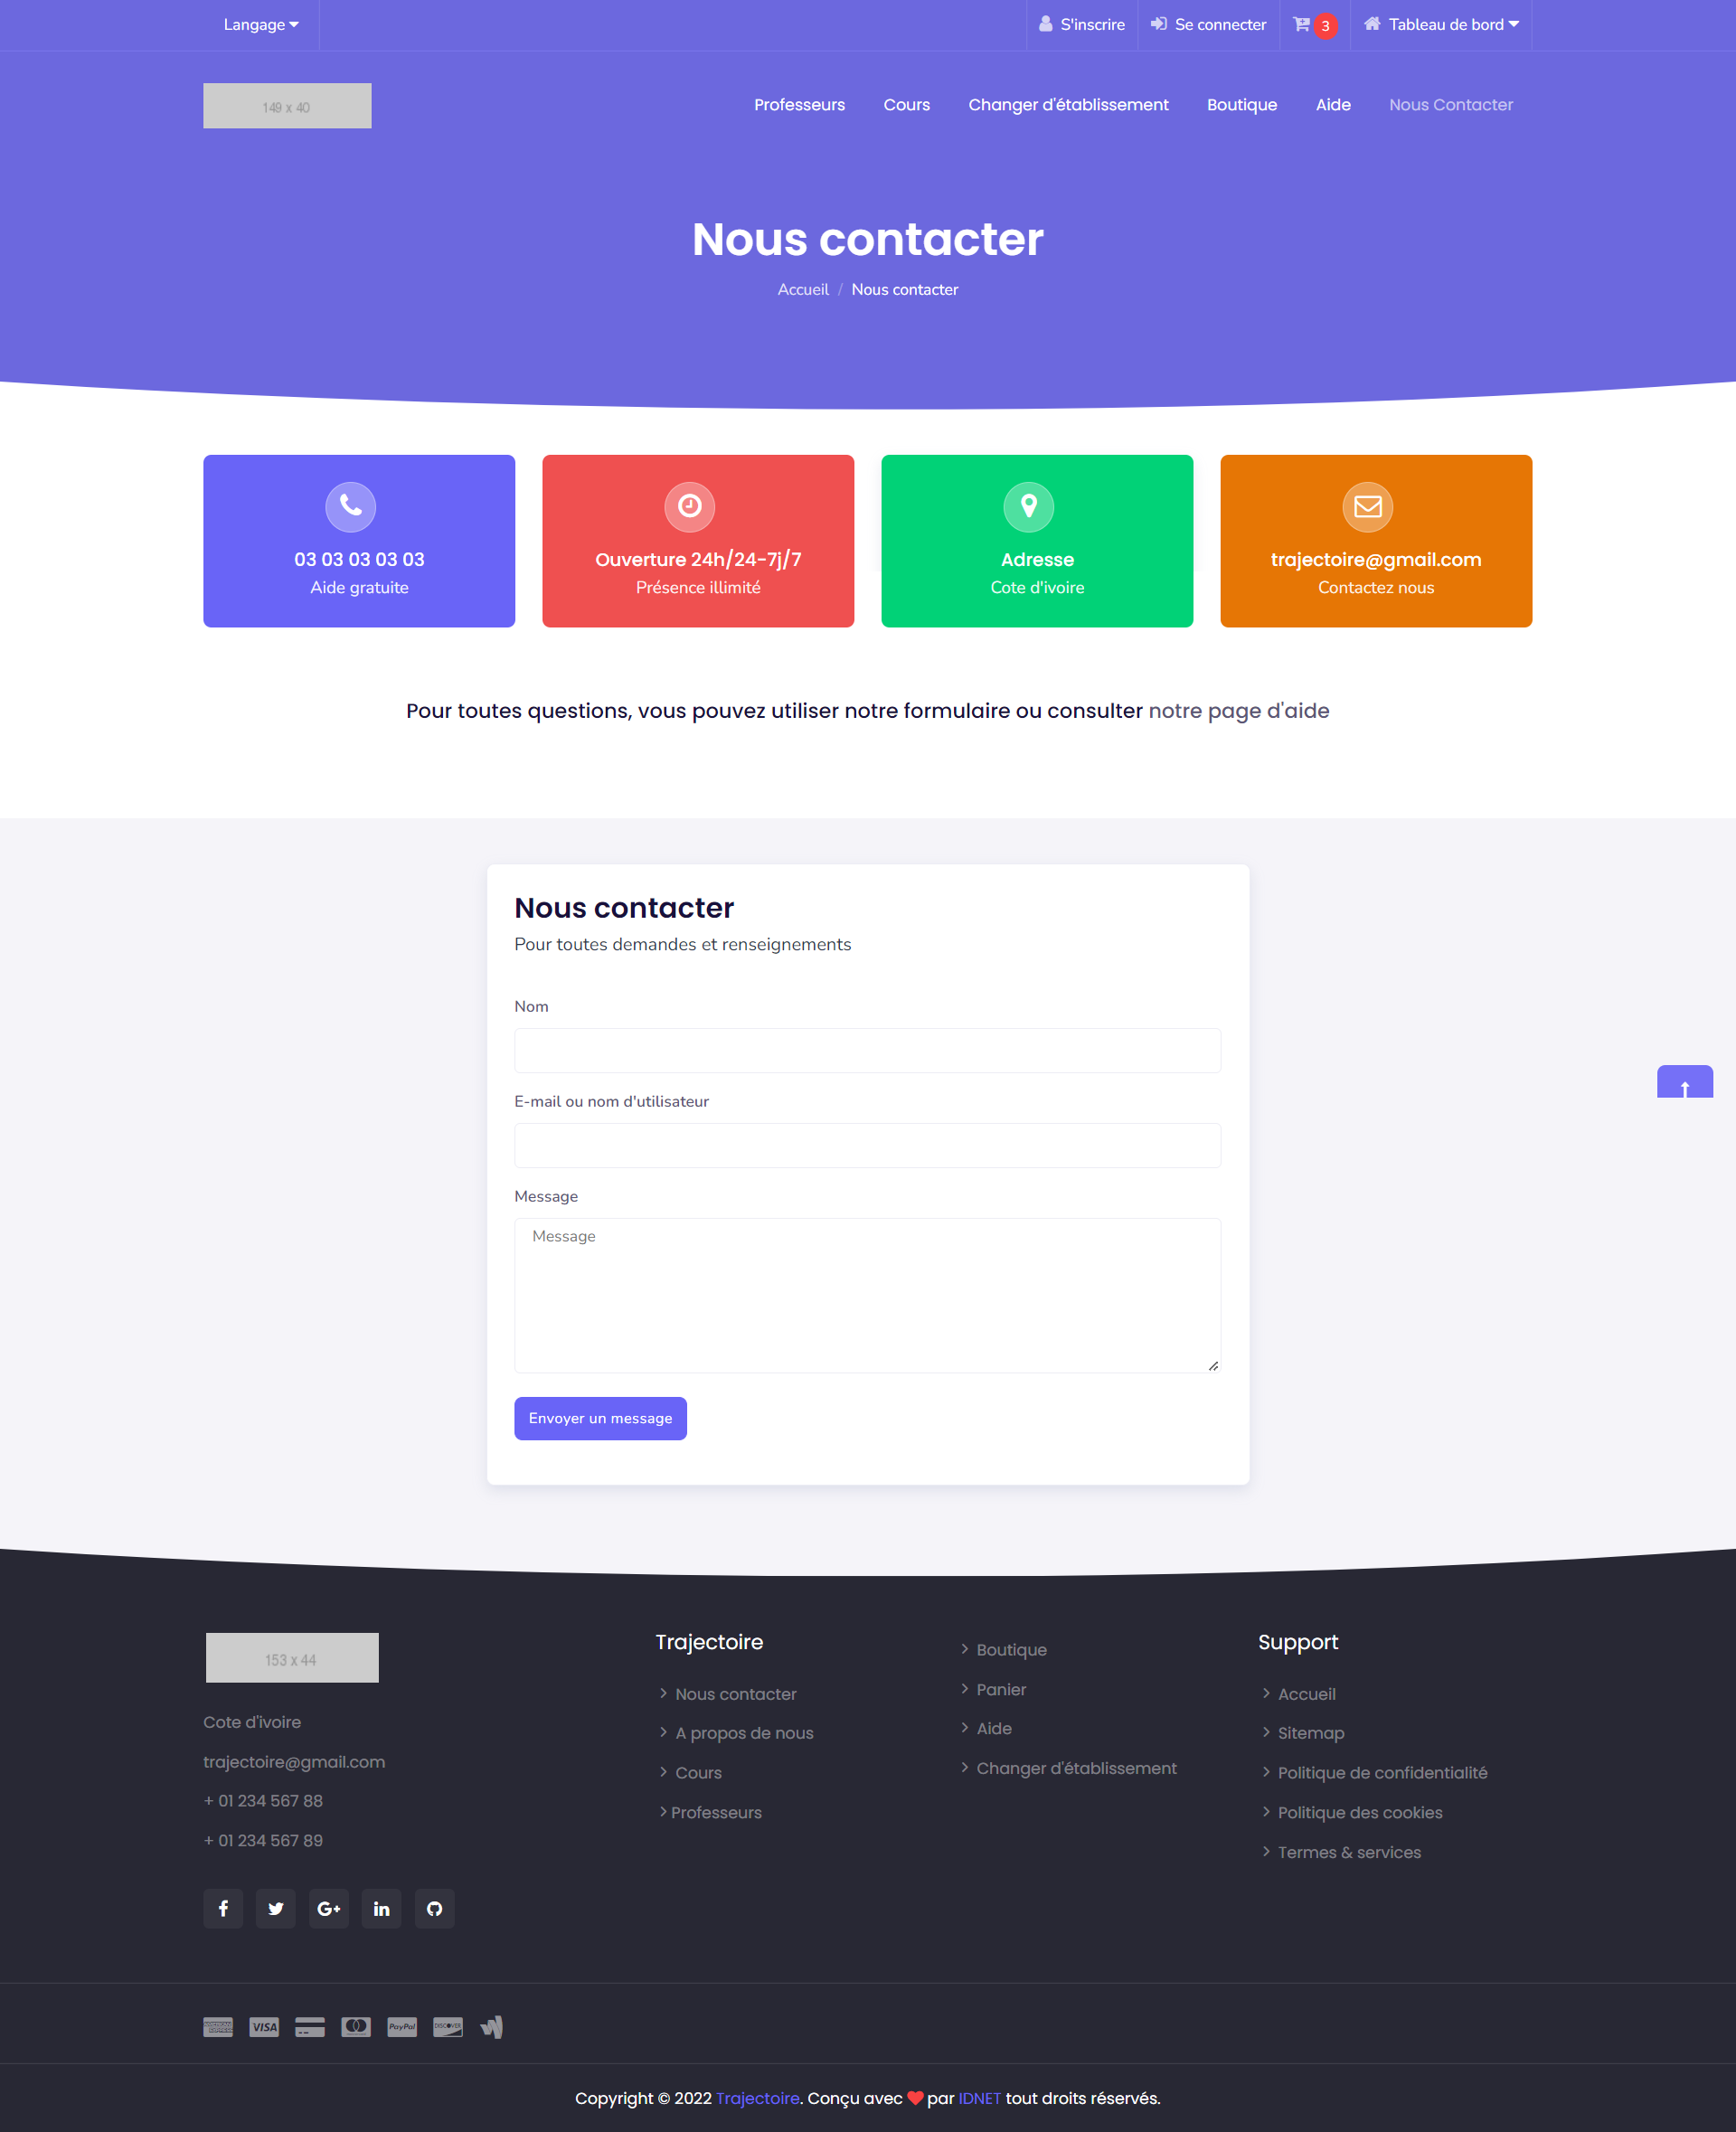 Langage
S'inscrire
Se connecter
3
Tableau de bord
149 x 40
Professeurs
Cours
Changer d'établissement
Boutique
Aide
Nous Contacter
Nous contacter
Accueil / Nous contacter
03 03 03 03 03
Aide gratuite
Ouverture 24h/24-7j/7
Présence illimité
Adresse
Cote d'ivoire
trajectoire@gmail.com
Contactez nous
Pour toutes questions, vous pouvez utiliser notre formulaire ou consulter notre page d'aide
Nous contacter
Pour toutes demandes et renseignements
Nom
E-mail ou nom d'utilisateur
Message
Message
Envoyer un message
153 x 44
Cote d'ivoire
trajectoire@gmail.com
+ 01 234 567 88
+ 01 234 567 89
Trajectoire
Nous contacter
A propos de nous
Cours
Professeurs
Boutique
Panier
Aide
Changer d'établissement
Support
Accueil
Sitemap
Politique de confidentialité
Politique des cookies
Termes & services
VISA
PayPal
DISCOVER
Copyright © 2022 Trajectoire. Conçu avec ❤ par IDNET tout droits réservés.